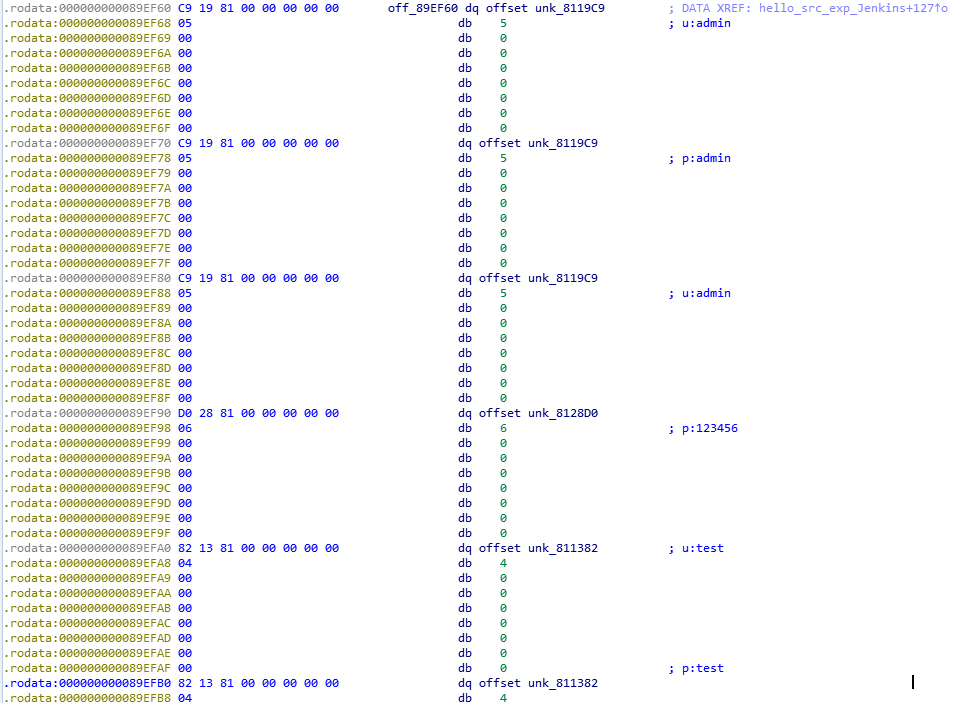 .rodata:000000000089EF60 C9 19 81 00 00 00 00 00 off_89EF60 dq offset unk_8119C9 ; DATA XREF: hello_src_exp_Jenkins+127↑o
.rodata:000000000089EF68 05 db 5 ; u:admin
.rodata:000000000089EF69 00 db 0
.rodata:000000000089EF6A 00 db 0
.rodata:000000000089EF6B 00 db 0
.rodata:000000000089EF6C 00 db 0
.rodata:000000000089EF6D 00 db 0
.rodata:000000000089EF6E 00 db 0
.rodata:000000000089EF6F 00 db 0
.rodata:000000000089EF70 C9 19 81 00 00 00 00 00 dq offset unk_8119C9
.rodata:000000000089EF78 05 db 5 ; p:admin
.rodata:000000000089EF79 00 db 0
.rodata:000000000089EF7A 00 db 0
.rodata:000000000089EF7B 00 db 0
.rodata:000000000089EF7C 00 db 0
.rodata:000000000089EF7D 00 db 0
.rodata:000000000089EF7E 00 db 0
.rodata:000000000089EF7F 00 db 0
.rodata:000000000089EF80 C9 19 81 00 00 00 00 00 dq offset unk_8119C9
.rodata:000000000089EF88 05 db 5 ; u:admin
.rodata:000000000089EF89 00 db 0
.rodata:000000000089EF8A 00 db 0
.rodata:000000000089EF8B 00 db 0
.rodata:000000000089EF8C 00 db 0
.rodata:000000000089EF8D 00 db 0
.rodata:000000000089EF8E 00 db 0
.rodata:000000000089EF8F 00 db 0
.rodata:000000000089EF90 D0 28 81 00 00 00 00 00 dq offset unk_8128D0
.rodata:000000000089EF98 06 db 6 ; p:123456
.rodata:000000000089EF99 00 db 0
.rodata:000000000089EF9A 00 db 0
.rodata:000000000089EF9B 00 db 0
.rodata:000000000089EF9C 00 db 0
.rodata:000000000089EF9D 00 db 0
.rodata:000000000089EF9E 00 db 0
.rodata:000000000089EF9F 00 db 0
.rodata:000000000089EFA0 82 13 81 00 00 00 00 00 dq offset unk_811382 ; u:test
.rodata:000000000089EFA8 04 db 4
.rodata:000000000089EFA9 00 db 0
.rodata:000000000089EFAA 00 db 0
.rodata:000000000089EFAB 00 db 0
.rodata:000000000089EFAC 00 db 0
.rodata:000000000089EFAD 00 db 0
.rodata:000000000089EFAE 00 db 0
.rodata:000000000089EFAF 00 db 0 ; p:test
.rodata:000000000089EFB0 82 13 81 00 00 00 00 00 dq offset unk_811382
.rodata:000000000089EFB8 04 db 4